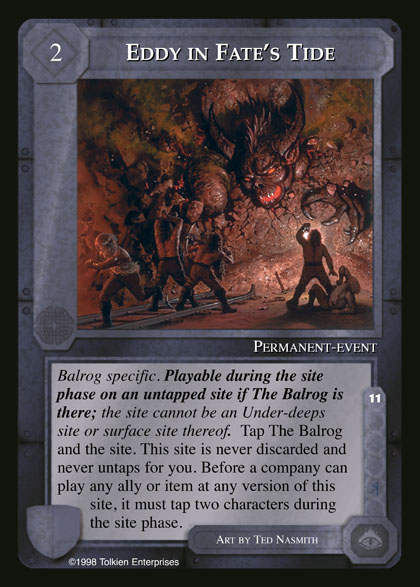 2
EDDY IN FATE'S TIDE
PERMANENT-EVENT
Balrog specific. Playable during the site
phase on an untapped site if The Balrog is
there; the site cannot be an Under-deeps
site or surface site thereof. Tap The Balrog
and the site. This site is never discarded and
never untaps for you. Before a company can
play any ally or item at any version of this
site, it must tap two characters during
the site phase.
11
ART BY TED NASMITH
©1998 Tolkien Enterprises